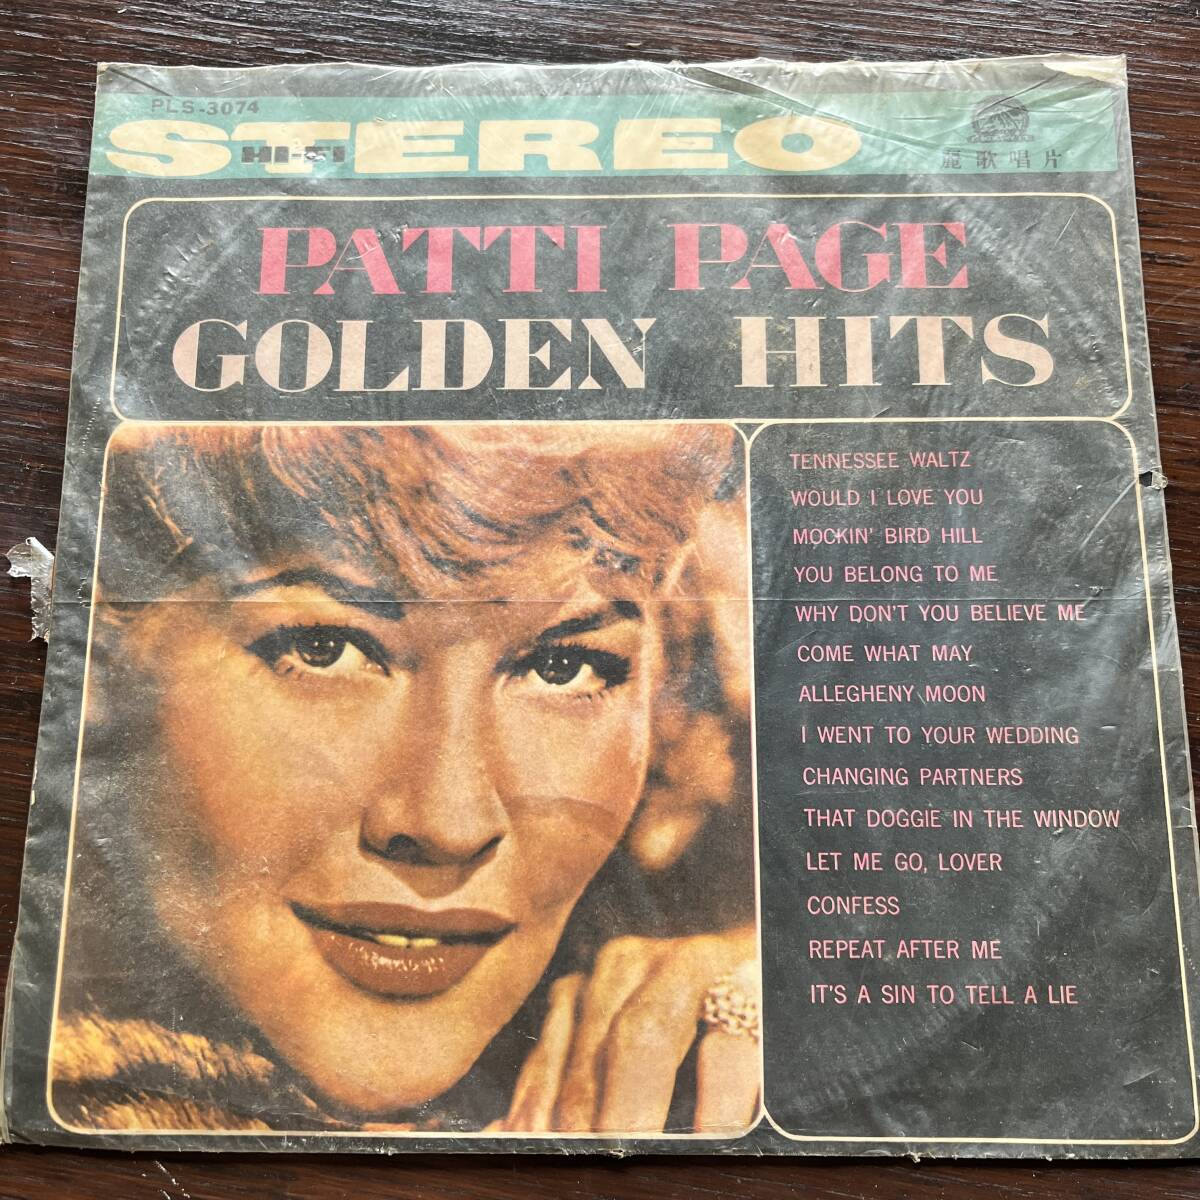 PLS-3074
STEREO
HI-FI
麗歌唱片
PATTI PAGE
GOLDEN HITS
TENNESSEE WALTZ
WOULD I LOVE YOU
MOCKIN' BIRD HILL
YOU BELONG TO ME
WHY DON'T YOU BELIEVE ME
COME WHAT MAY
ALLEGHENY MOON
I WENT TO YOUR WEDDING
CHANGING PARTNERS
THAT DOGGIE IN THE WINDOW
LET ME GO, LOVER
CONFESS
REPEAT AFTER ME
IT'S A SIN TO TELL A LIE